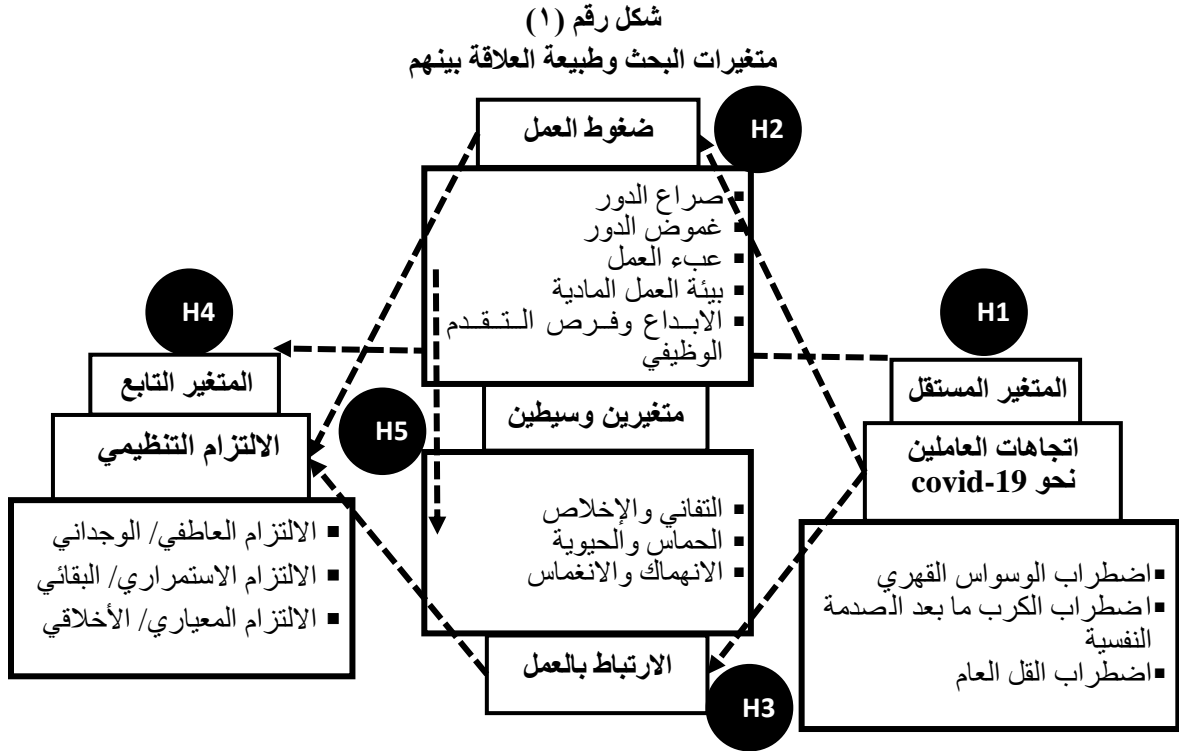 شكل رقم (١)
متغيرات البحث وطبيعة العلاقة بينهم
H2
ضغوط العمل
▪ صراع الدور
▪ غموض الدور
▪ عبء العمل
▪ بيئة العمل المادية
▪ الابداع وفرص التقدم
الوظيفي
H1
المتغير المستقل
اتجاهات العاملين
نحو covid-19
▪ اضطراب الوسواس القهري
▪ اضطراب الكرب ما بعد الصدمة
النفسية
▪ اضطراب القل العام
متغيرين وسيطين
H5
▪ التفاني والإخلاص
▪ الحماس والحيوية
▪ الانهماك والانغماس
الارتباط بالعمل
H3
H4
المتغير التابع
الالتزام التنظيمي
▪ الالتزام العاطفي/ الوجداني
▪ الالتزام الاستمراري/ البقائي
▪ الالتزام المعياري/ الأخلاقي